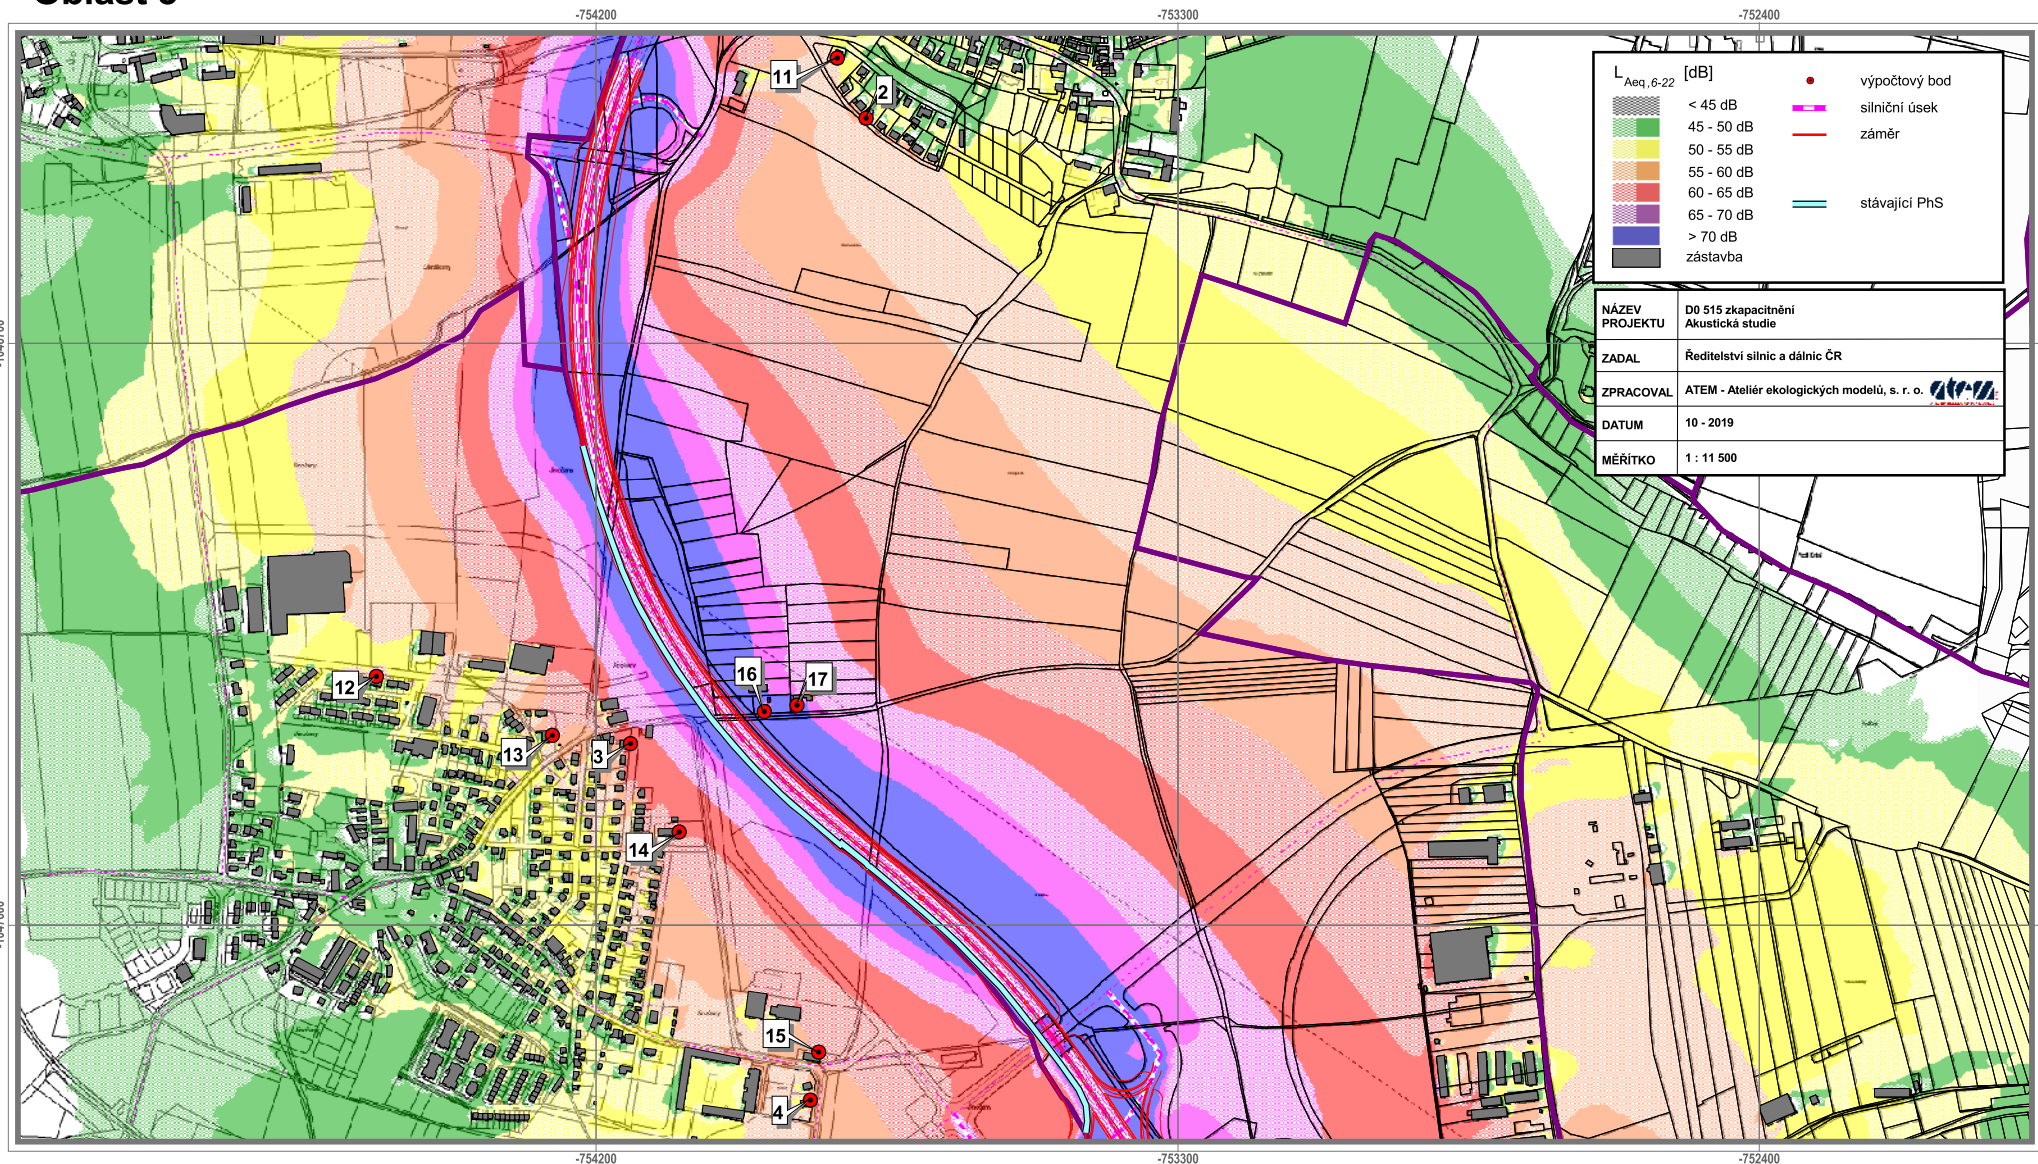 -754200 -753300 -752400
L Aeq,6-22 [dB]
< 45 dB
45 - 50 dB
50 - 55 dB
55 - 60 dB
60 - 65 dB
65 - 70 dB
> 70 dB
zástavba
výpočtový bod
silniční úsek
záměr
stávající PhS
NÁZEV PROJEKTU
D0 515 zkapacitnění
Akustická studie
ZADAL
Ředitelství silnic a dálnic ČR
ZPRACOVAL
ATEM - Ateliér ekologických modelů, s. r. o.
atem
DATUM
10 - 2019
MĚŘÍTKO
1 : 11 500
11
2
12
16
17
13
3
14
15
4
-754200 -753300 -752400